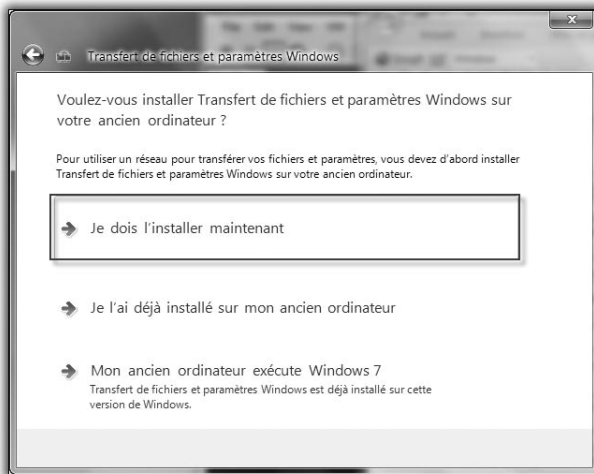 Transfert de fichiers et paramètres Windows
Voulez-vous installer Transfert de fichiers et paramètres Windows sur
votre ancien ordinateur ?
Pour utiliser un réseau pour transférer vos fichiers et paramètres, vous devez d'abord installer
Transfert de fichiers et paramètres Windows sur votre ancien ordinateur.
Je dois l'installer maintenant
Je l'ai déjà installé sur mon ancien ordinateur
Mon ancien ordinateur exécute Windows 7
Transfert de fichiers et paramètres Windows est déjà installé sur cette
version de Windows.